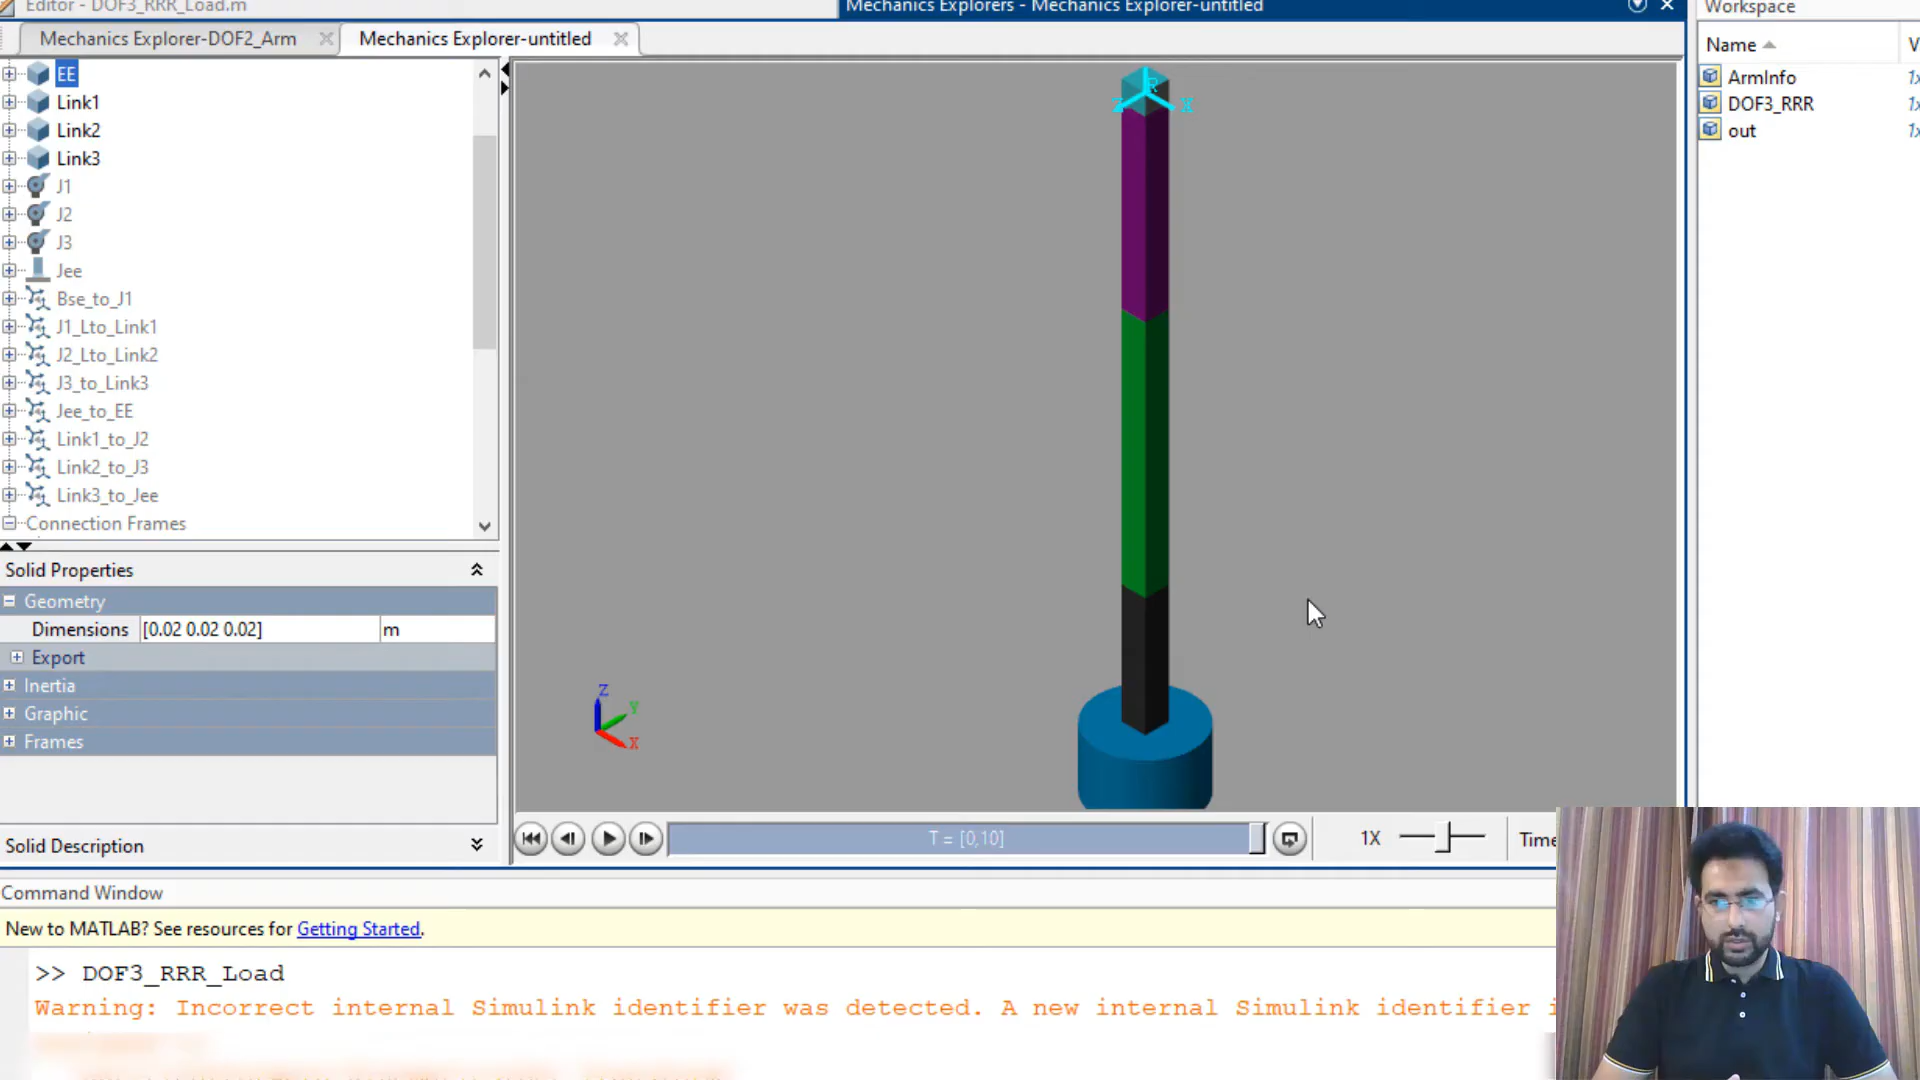 Editor - DOF3_RRR_Load.m
Mechanics Explorers - Mechanics Explorer-untitled
Workspace
Mechanics Explorer-DOF2_Arm
Mechanics Explorer-untitled
Name
EE
Link1
Link2
Link3
J1
J2
J3
Jee
Bse_to_J1
J1_Lto_Link1
J2_Lto_Link2
J3_to_Link3
Jee_to_EE
Link1_to_J2
Link2_to_J3
Link3_to_Jee
Connection Frames
ArmInfo
DOF3_RRR
out
R
Z X
Z
Y
X
Solid Properties
Geometry
Dimensions [0.02 0.02 0.02] m
Export
Inertia
Graphic
Frames
Solid Description
T = [0,10]
1X
Time
Command Window
New to MATLAB? See resources for Getting Started.
>> DOF3_RRR_Load
Warning: Incorrect internal Simulink identifier was detected. A new internal Simulink identifier